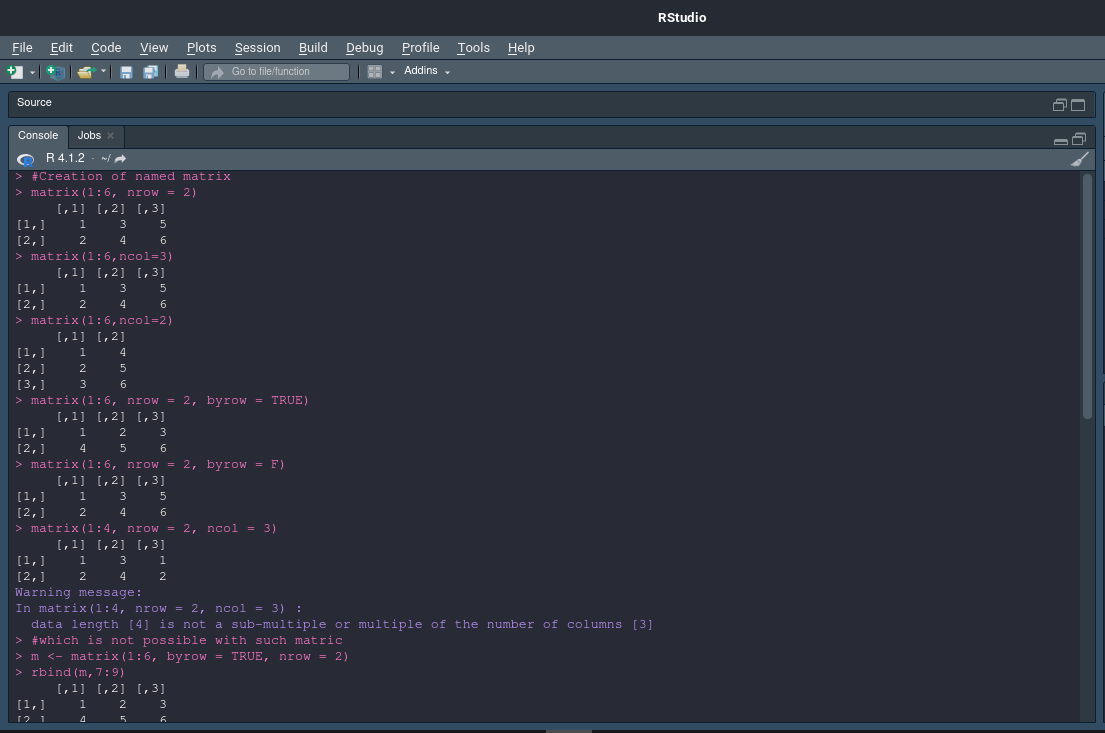 RStudio
File Edit Code View Plots Session Build Debug Profile Tools Help
Go to file/function Addins
Source
Console Jobs
R 4.1.2 · ~/
> #Creation of named matrix
> matrix(1:6, nrow = 2)
     [,1] [,2] [,3]
[1,]    1    3    5
[2,]    2    4    6
> matrix(1:6,ncol=3)
     [,1] [,2] [,3]
[1,]    1    3    5
[2,]    2    4    6
> matrix(1:6,ncol=2)
     [,1] [,2]
[1,]    1    4
[2,]    2    5
[3,]    3    6
> matrix(1:6, nrow = 2, byrow = TRUE)
     [,1] [,2] [,3]
[1,]    1    2    3
[2,]    4    5    6
> matrix(1:6, nrow = 2, byrow = F)
     [,1] [,2] [,3]
[1,]    1    3    5
[2,]    2    4    6
> matrix(1:4, nrow = 2, ncol = 3)
     [,1] [,2] [,3]
[1,]    1    3    1
[2,]    2    4    2
Warning message:
In matrix(1:4, nrow = 2, ncol = 3) :
  data length [4] is not a sub-multiple or multiple of the number of columns [3]
> #which is not possible with such matric
> m <- matrix(1:6, byrow = TRUE, nrow = 2)
> rbind(m,7:9)
     [,1] [,2] [,3]
[1,]    1    2    3
[2,]    4    5    6